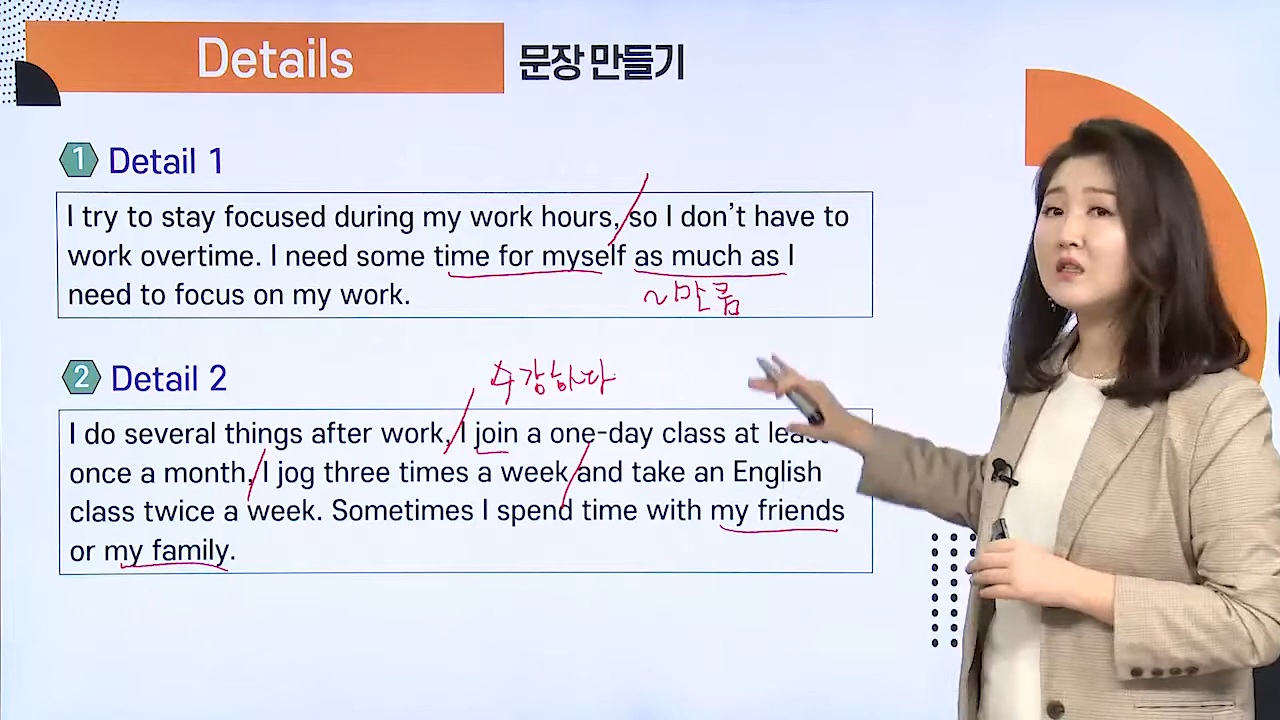 Details
문장 만들기
1 Detail 1
I try to stay focused during my work hours, so I don't have to
work overtime. I need some time for myself as much as I
~만큼
need to focus on my work.
2 Detail 2
수강하다
I do several things after work, I join a one-day class at least
once a month, I jog three times a week and take an English
class twice a week. Sometimes I spend time with my friends
or my family.